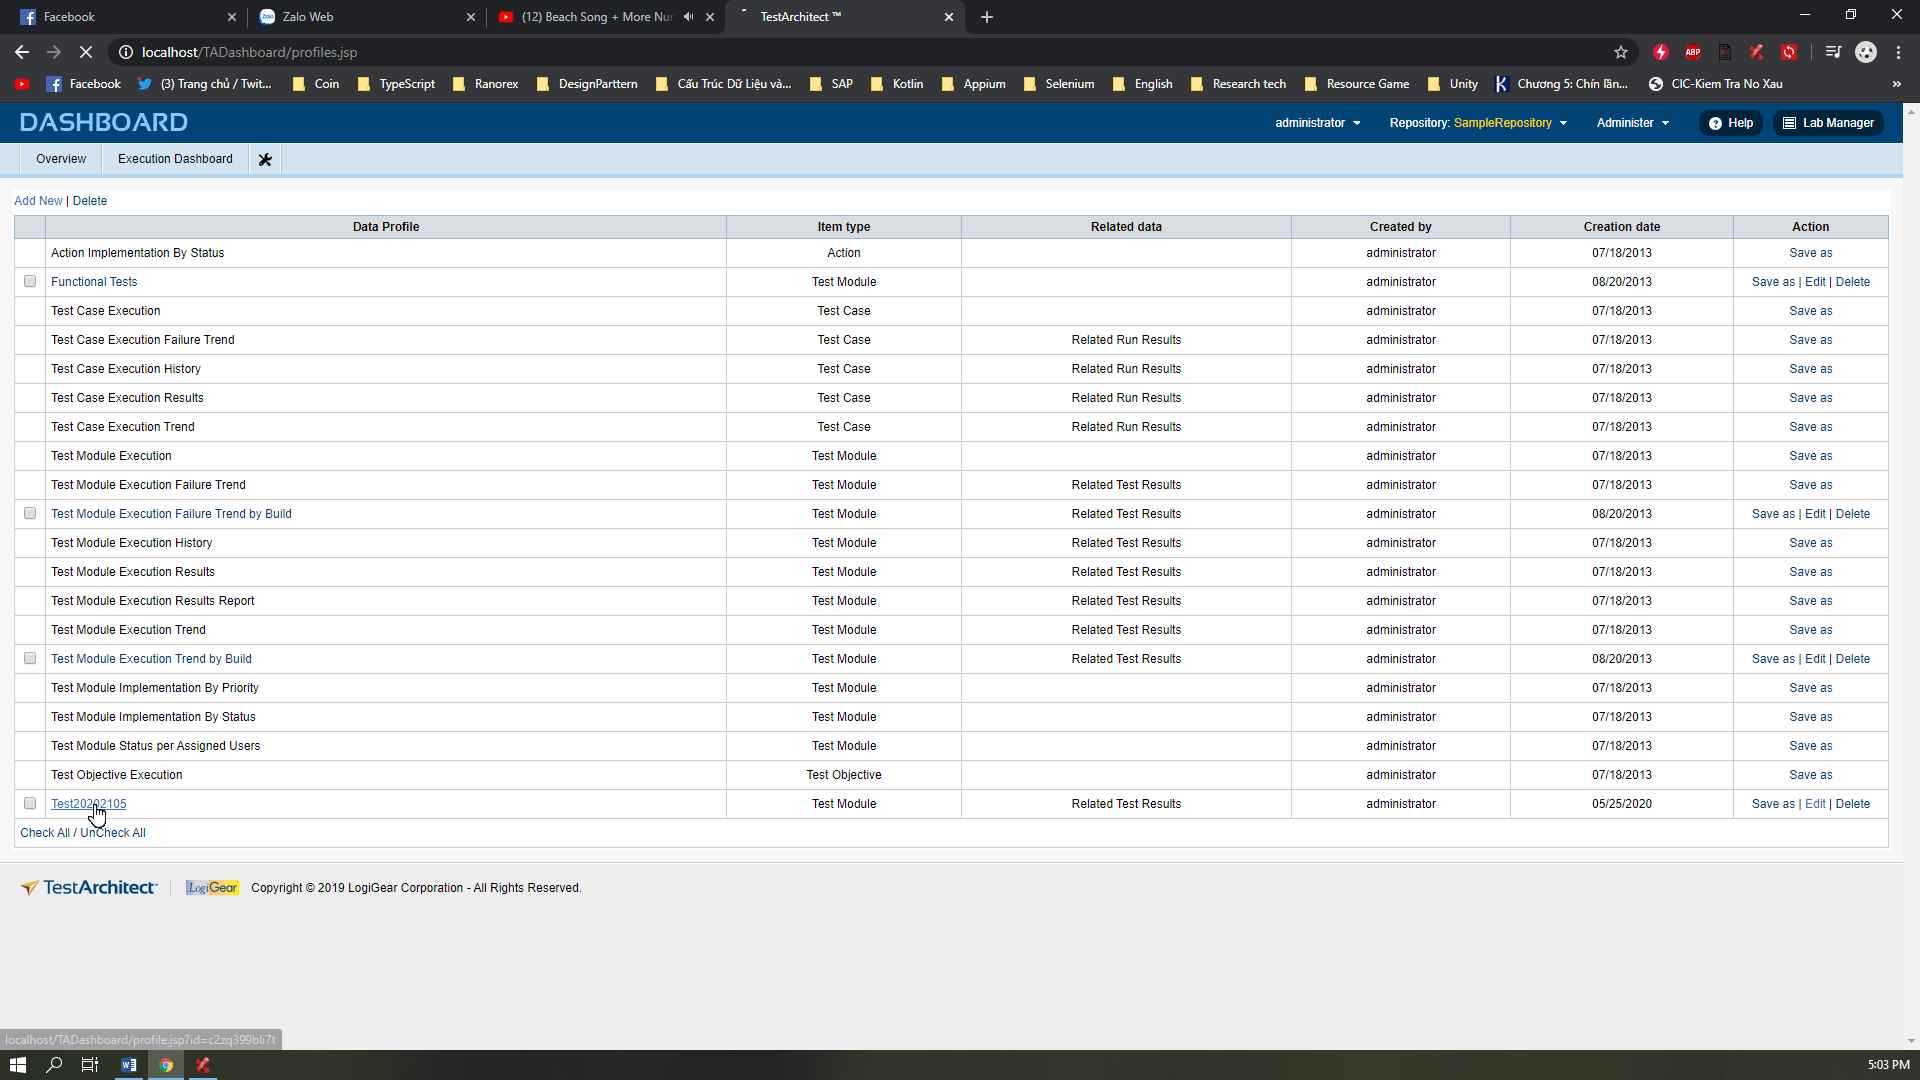 Facebook
Zalo Web
(12) Beach Song + More Nur
TestArchitect ™
localhost/TADashboard/profiles.jsp
ABP
Facebook
(3) Trang chủ / Twit...
Coin
TypeScript
Ranorex
DesignParttern
Cấu Trúc Dữ Liệu và...
SAP
Kotlin
Appium
Selenium
English
Research tech
Resource Game
Unity
Chương 5: Chín lần...
CIC-Kiem Tra No Xau
»
DASHBOARD
administrator
Repository: SampleRepository
Administer
Help
Lab Manager
Overview
Execution Dashboard
Add New | Delete
Data Profile Item type Related data Created by Creation date Action
Action Implementation By Status Action administrator 07/18/2013 Save as
Functional Tests Test Module administrator 08/20/2013 Save as | Edit | Delete
Test Case Execution Test Case administrator 07/18/2013 Save as
Test Case Execution Failure Trend Test Case Related Run Results administrator 07/18/2013 Save as
Test Case Execution History Test Case Related Run Results administrator 07/18/2013 Save as
Test Case Execution Results Test Case Related Run Results administrator 07/18/2013 Save as
Test Case Execution Trend Test Case Related Run Results administrator 07/18/2013 Save as
Test Module Execution Test Module administrator 07/18/2013 Save as
Test Module Execution Failure Trend Test Module Related Test Results administrator 07/18/2013 Save as
Test Module Execution Failure Trend by Build Test Module Related Test Results administrator 08/20/2013 Save as | Edit | Delete
Test Module Execution History Test Module Related Test Results administrator 07/18/2013 Save as
Test Module Execution Results Test Module Related Test Results administrator 07/18/2013 Save as
Test Module Execution Results Report Test Module Related Test Results administrator 07/18/2013 Save as
Test Module Execution Trend Test Module Related Test Results administrator 07/18/2013 Save as
Test Module Execution Trend by Build Test Module Related Test Results administrator 08/20/2013 Save as | Edit | Delete
Test Module Implementation By Priority Test Module administrator 07/18/2013 Save as
Test Module Implementation By Status Test Module administrator 07/18/2013 Save as
Test Module Status per Assigned Users Test Module administrator 07/18/2013 Save as
Test Objective Execution Test Objective administrator 07/18/2013 Save as
Test20202105 Test Module Related Test Results administrator 05/25/2020 Save as | Edit | Delete
Check All / UnCheck All
TestArchitect
LogiGear
Copyright © 2019 LogiGear Corporation - All Rights Reserved.
localhost/TADashboard/profile.jsp?id=c2zq399bli7t
5:03 PM